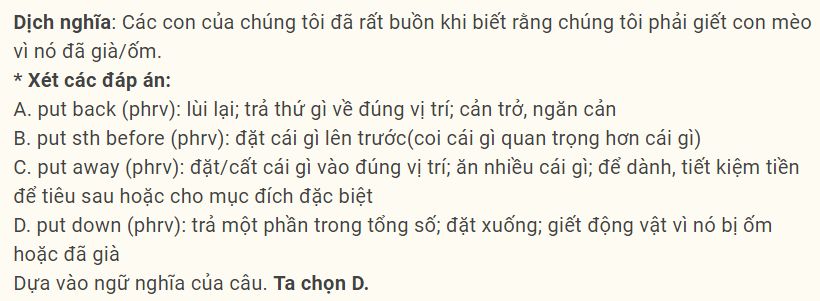 Dịch nghĩa: Các con của chúng tôi đã rất buồn khi biết rằng chúng tôi phải giết con mèo
vì nó đã già/ốm.
* Xét các đáp án:
A. put back (phrv): lùi lại; trả thứ gì về đúng vị trí; cản trở, ngăn cản
B. put sth before (phrv): đặt cái gì lên trước(coi cái gì quan trọng hơn cái gì)
C. put away (phrv): đặt/cất cái gì vào đúng vị trí; ăn nhiều cái gì; để dành, tiết kiệm tiền
để tiêu sau hoặc cho mục đích đặc biệt
D. put down (phrv): trả một phần trong tổng số; đặt xuống; giết động vật vì nó bị ốm
hoặc đã già
Dựa vào ngữ nghĩa của câu. Ta chọn D.